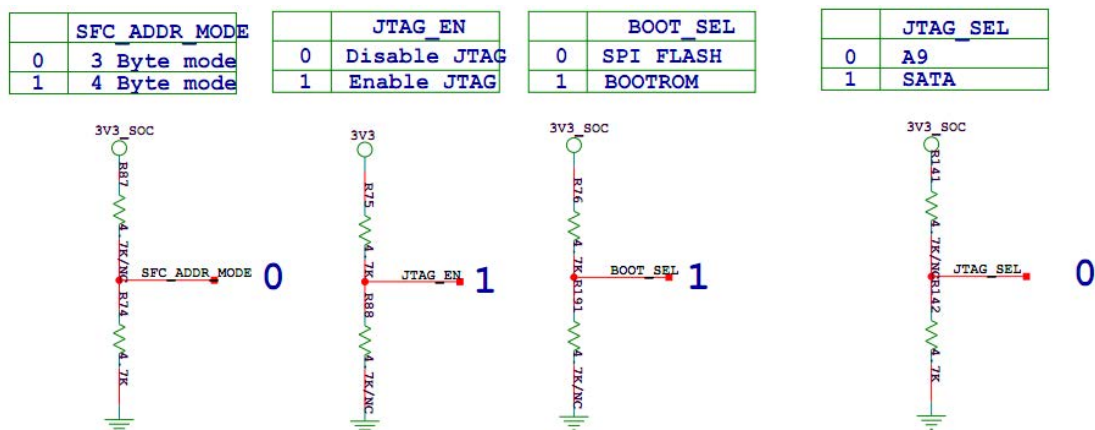 SFC_ADDR_MODE
0 3 Byte mode
1 4 Byte mode
JTAG_EN
0 Disable JTAG
1 Enable JTAG
BOOT_SEL
0 SPI FLASH
1 BOOTROM
JTAG_SEL
0 A9
1 SATA
3V3_SOC
R87
4.7K/NC
SFC_ADDR_MODE 0
R74
4.7K
3V3
R75
4.7K
JTAG_EN 1
R88
4.7K/NC
3V3_SOC
R76
4.7K
BOOT_SEL 1
R191
4.7K/NC
3V3_SOC
R141
4.7K/NC
JTAG_SEL 0
R142
4.7K